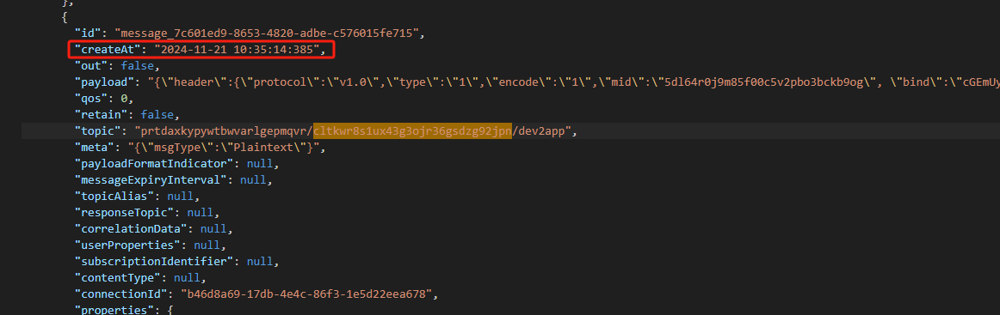 },
{
"id": "message_7c601ed9-8653-4820-adbe-c576015fe715",
"createAt": "2024-11-21 10:35:14:385",
"out": false,
"payload": "{\"header\":{\"protocol\":\"v1.0\",\"type\":\"1\",\"encode\":\"1\",\"mid\":\"5dl64r0j9m85f00c5v2pbo3bckb9og\", \"bind\":\"cGEmUy
"qos": 0,
"retain": false,
"topic": "prtdaxkypywtbwvarlgepmqvr/cltkwr8s1ux43g3ojr36gsdzg92jpn/dev2app",
"meta": "{\"msgType\":\"Plaintext\"}",
"payloadFormatIndicator": null,
"messageExpiryInterval": null,
"topicAlias": null,
"responseTopic": null,
"correlationData": null,
"userProperties": null,
"subscriptionIdentifier": null,
"contentType": null,
"connectionId": "b46d8a69-17db-4e4c-86f3-1e5d22eea678",
"properties": {